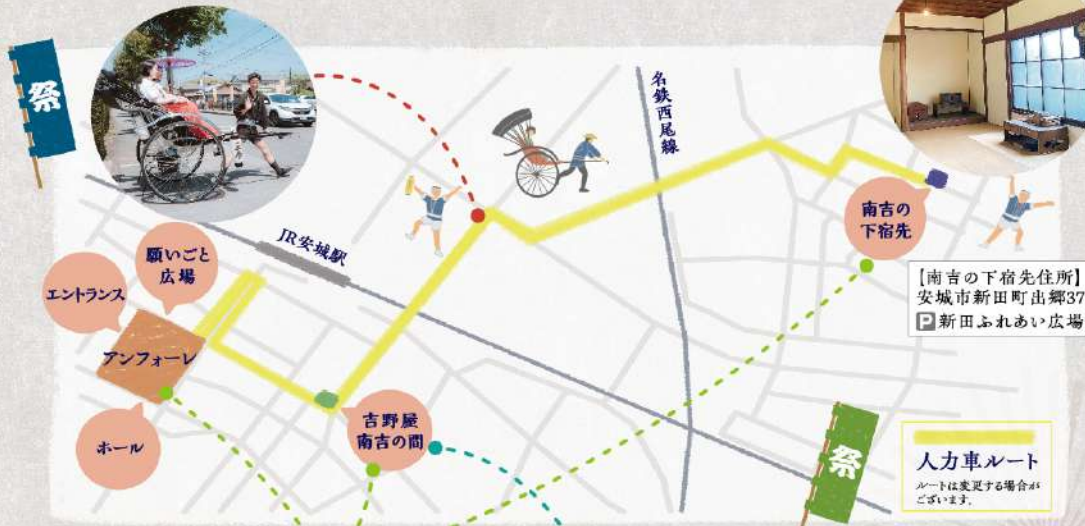 祭
名鉄西尾線
JR安城駅
願いごと
広場
エントランス
アンフォーレ
ホール
吉野屋
南吉の間
南吉の
下宿先
【南吉の下宿先住所】
安城市新田町出郷37
P新田ふれあい広場
祭
人力車ルート
ルートは変更する場合が
ございます。